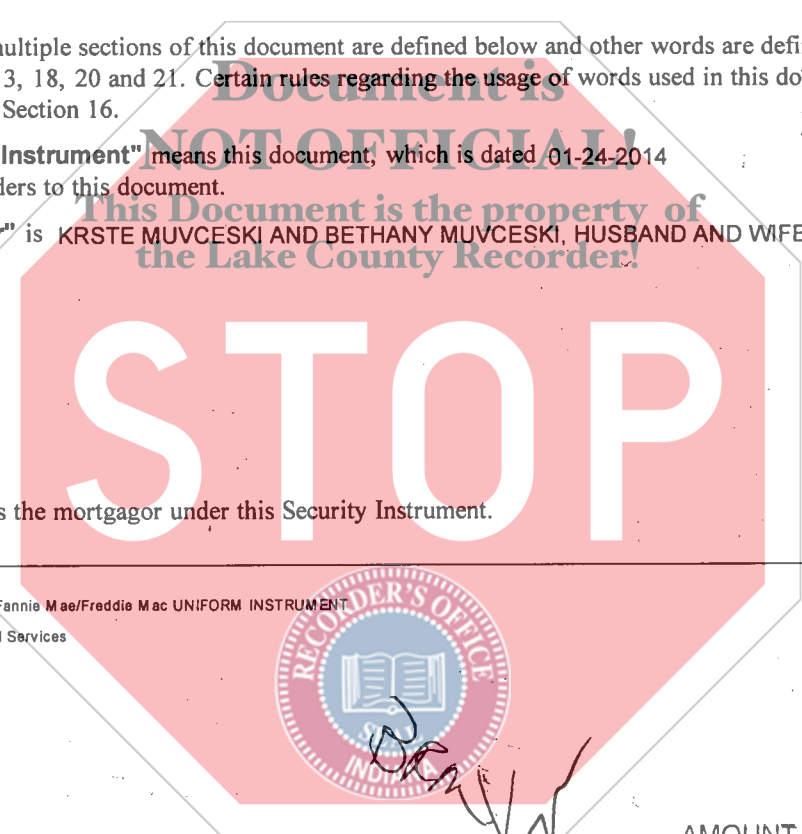 multiple sections of this document are defined below and other words are defi
3, 18, 20 and 21. Certain rules regarding the usage of words used in this do
Section 16.
Document is
Instrument" means this document, which is dated 01-24-2014
NOT OFFICIAL!
ders to this document.
This Document is the property of
r" is KRSTE MUVCESKI AND BETHANY MUVCESKI, HUSBAND AND WIFE
the Lake County Recorder!
STOP
s the mortgagor under this Security Instrument.
Fannie Mae/Freddie Mac UNIFORM INSTRUMENT
l Services
RECORDER'S OFFICE
SEAL
INDIANA
AMOUNT